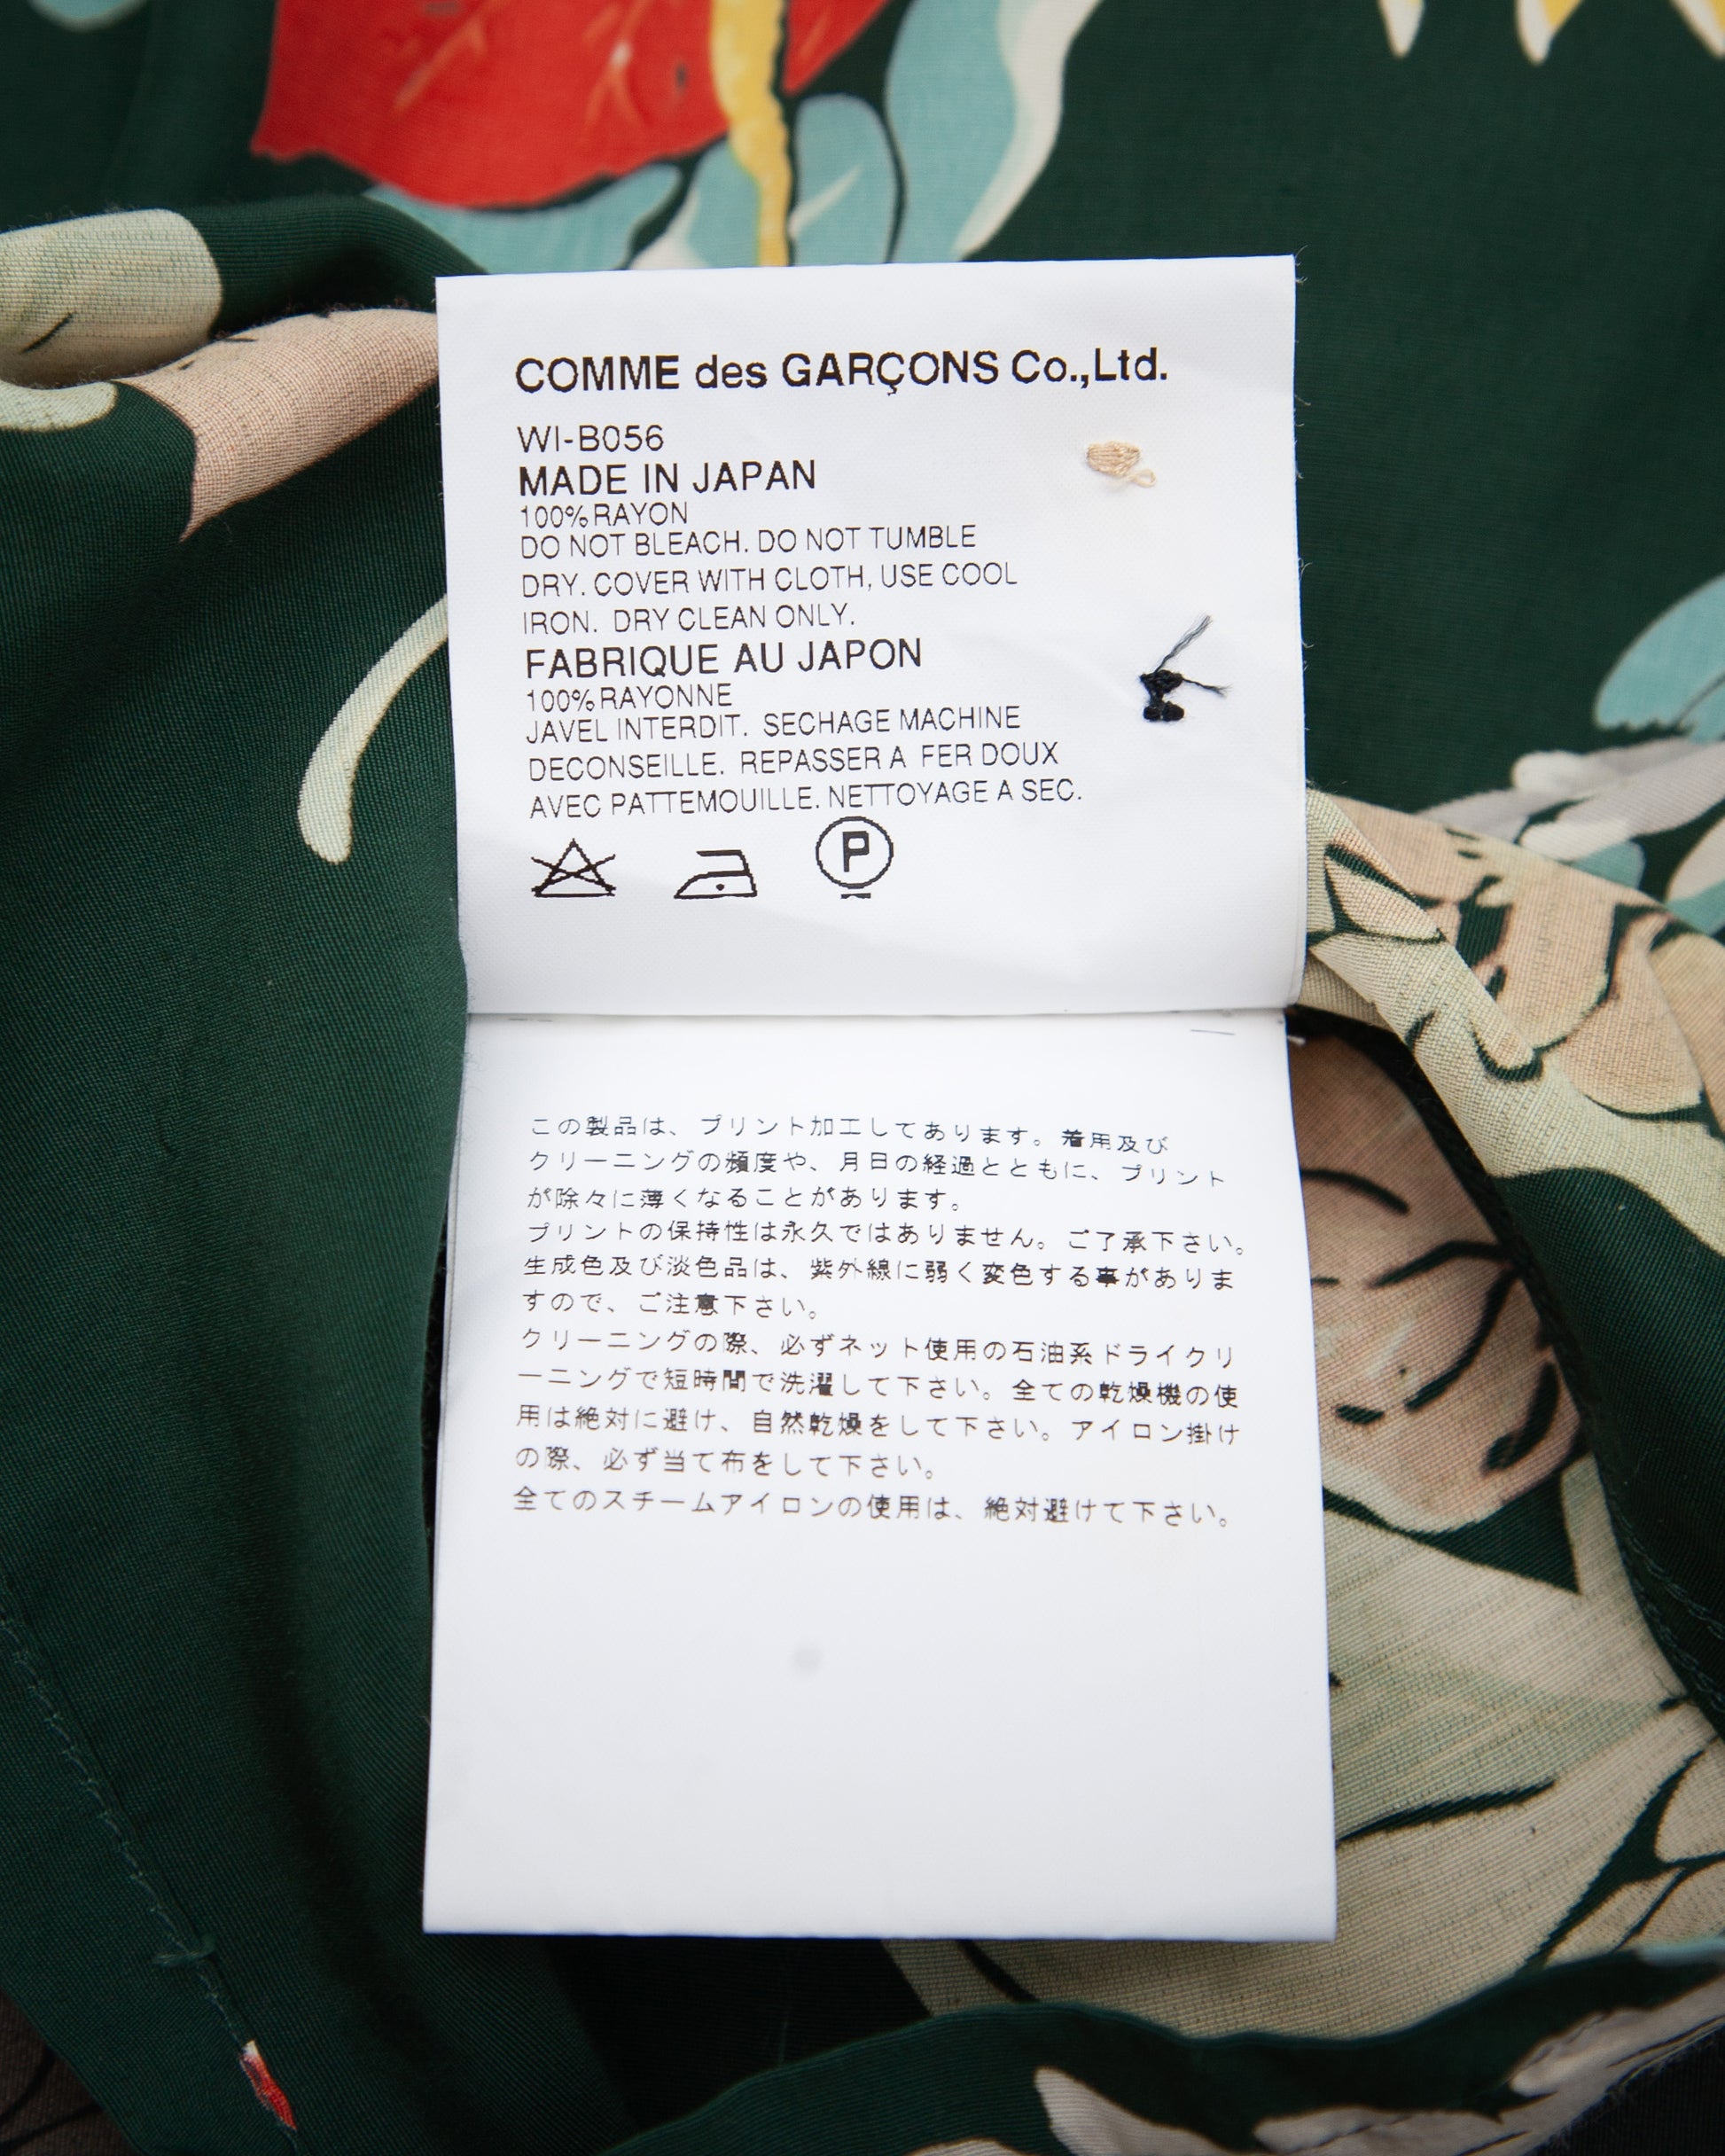 COMME des GARÇONS Co.,Ltd.
WI-B056
MADE IN JAPAN
100%RAYON
DO NOT BLEACH. DO NOT TUMBLE
DRY. COVER WITH CLOTH, USE COOL
IRON. DRY CLEAN ONLY.
FABRIQUE AU JAPON
100%RAYONNE
JAVEL INTERDIT. SECHAGE MACHINE
DECONSEILLE. REPASSER A FER DOUX
AVEC PATTEMOUILLE. NETTOYAGE A SEC.
P
この製品は、プリント加工してあります。着用及び
クリーニングの頻度や、月日の経過とともに、プリント
が除々に薄くなることがあります。
プリントの保持性は永久ではありません。ご了承下さい。
生成色及び淡色品は、紫外線に弱く変色する事がありま
すので、ご注意下さい。
クリーニングの際、必ずネット使用の石油系ドライクリ
ーニングで短時間で洗濯して下さい。全ての乾燥機の使
用は絶対に避け、自然乾燥をして下さい。アイロン掛け
の際、必ず当て布をして下さい。
全てのスチームアイロンの使用は、絶対避けて下さい。